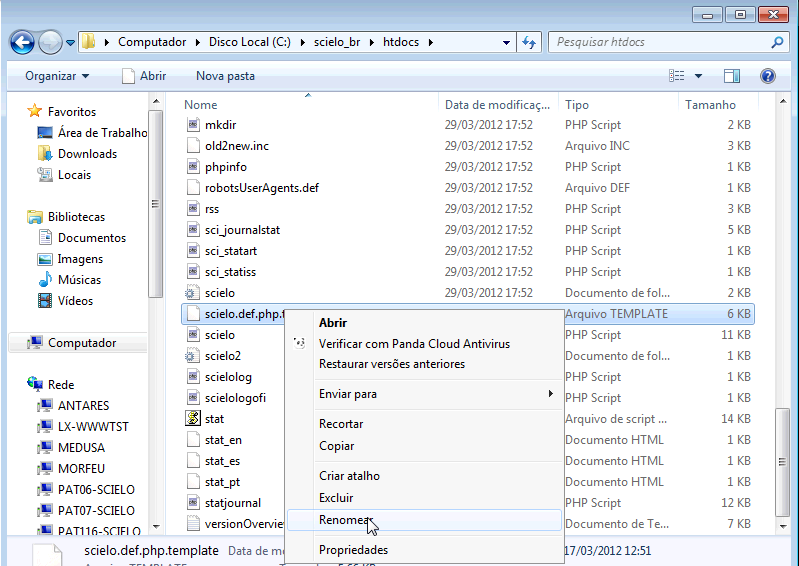 Computador Disco Local (C:) scielo_br htdocs Pesquisar htdocs
Organizar Abrir Nova pasta
Favoritos
Área de Trabalho
Downloads
Locais
Bibliotecas
Documentos
Imagens
Músicas
Vídeos
Computador
Rede
ANTARES
LX-WWWTST
MEDUSA
MORFEU
PAT06-SCIELO
PAT07-SCIELO
PAT116-SCIELO
Nome Data de modificaç... Tipo Tamanho
mkdir 29/03/2012 17:52 PHP Script 2 KB
old2new.inc 29/03/2012 17:52 Arquivo INC 3 KB
phpinfo 29/03/2012 17:52 PHP Script 1 KB
robotsUserAgents.def 29/03/2012 17:52 Arquivo DEF 1 KB
rss 29/03/2012 17:52 PHP Script 3 KB
sci_journalstat 29/03/2012 17:52 PHP Script 5 KB
sci_statart 29/03/2012 17:52 PHP Script 1 KB
sci_statiss 29/03/2012 17:52 PHP Script 1 KB
scielo 29/03/2012 17:52 Documento de fol... 2 KB
scielo.def.php. Arquivo TEMPLATE 6 KB
scielo PHP Script 11 KB
scielo2 Documento de fol... 1 KB
scielolog PHP Script 1 KB
scielologofi PHP Script 1 KB
stat Arquivo de script ... 14 KB
stat_en Documento HTML 1 KB
stat_es Documento HTML 1 KB
stat_pt Documento HTML 1 KB
statjournal PHP Script 12 KB
versionOvervie Documento de Te... 7 KB
Abrir
Verificar com Panda Cloud Antivirus
Restaurar versões anteriores
Enviar para
Recortar
Copiar
Criar atalho
Excluir
Renomear
Propriedades
scielo.def.php.template Data de mo 17/03/2012 12:51